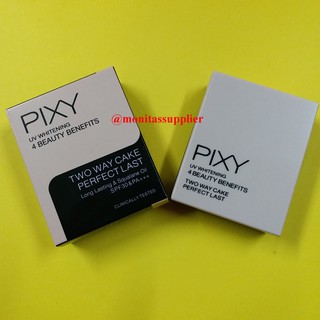 @monitassupplier
PIXY
UV WHITENING
4 BEAUTY BENEFITS
TWO WAY CAKE
PERFECT LAST
Long Lasting & Squalane Oil
SPF30&PA+++
CLINICALLY TESTED
PIXY
UV WHITENING
4 BEAUTY BENEFITS
TWO WAY CAKE
PERFECT LAST